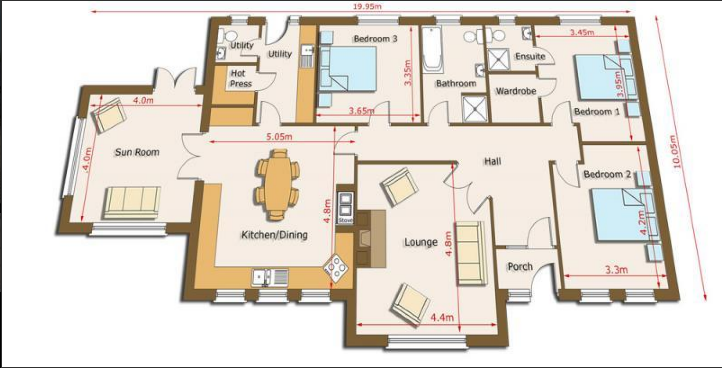 19.95m
Utility
Utility
Hot
Press
Bedroom 3
3.35m
3.65m
Bathroom
Ensuite
Wardrobe
3.45m
3.95m
Bedroom 1
10.05m
4.0m
4.0m
Sun Room
5.05m
4.8m
Kitchen/Dining
Stove
Hall
Lounge
4.8m
4.4m
Porch
Bedroom 2
4.2m
3.3m